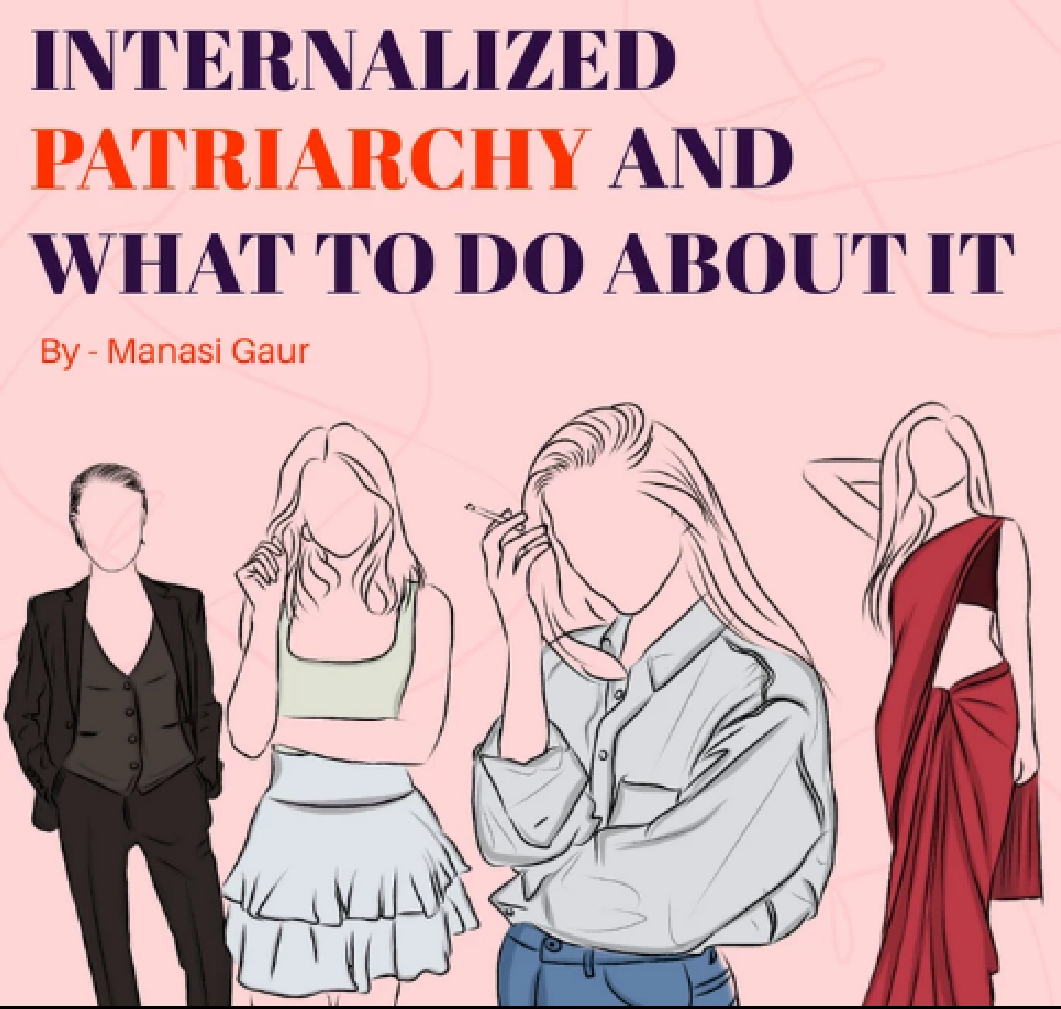 INTERNALIZED
PATRIARCHY AND
WHAT TO DO ABOUT IT
By - Manasi Gaur